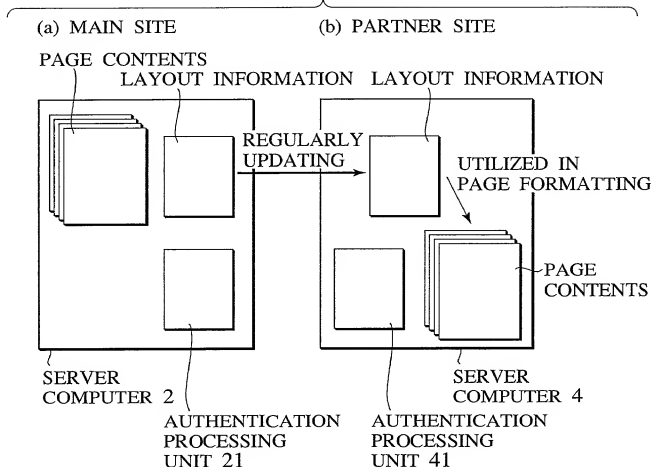 (a) MAIN SITE
(b) PARTNER SITE
PAGE CONTENTS
LAYOUT INFORMATION
LAYOUT INFORMATION
REGULARLY
UPDATING
UTILIZED IN
PAGE FORMATTING
PAGE
CONTENTS
SERVER
COMPUTER 2
SERVER
COMPUTER 4
AUTHENTICATION
PROCESSING
UNIT 21
AUTHENTICATION
PROCESSING
UNIT 41